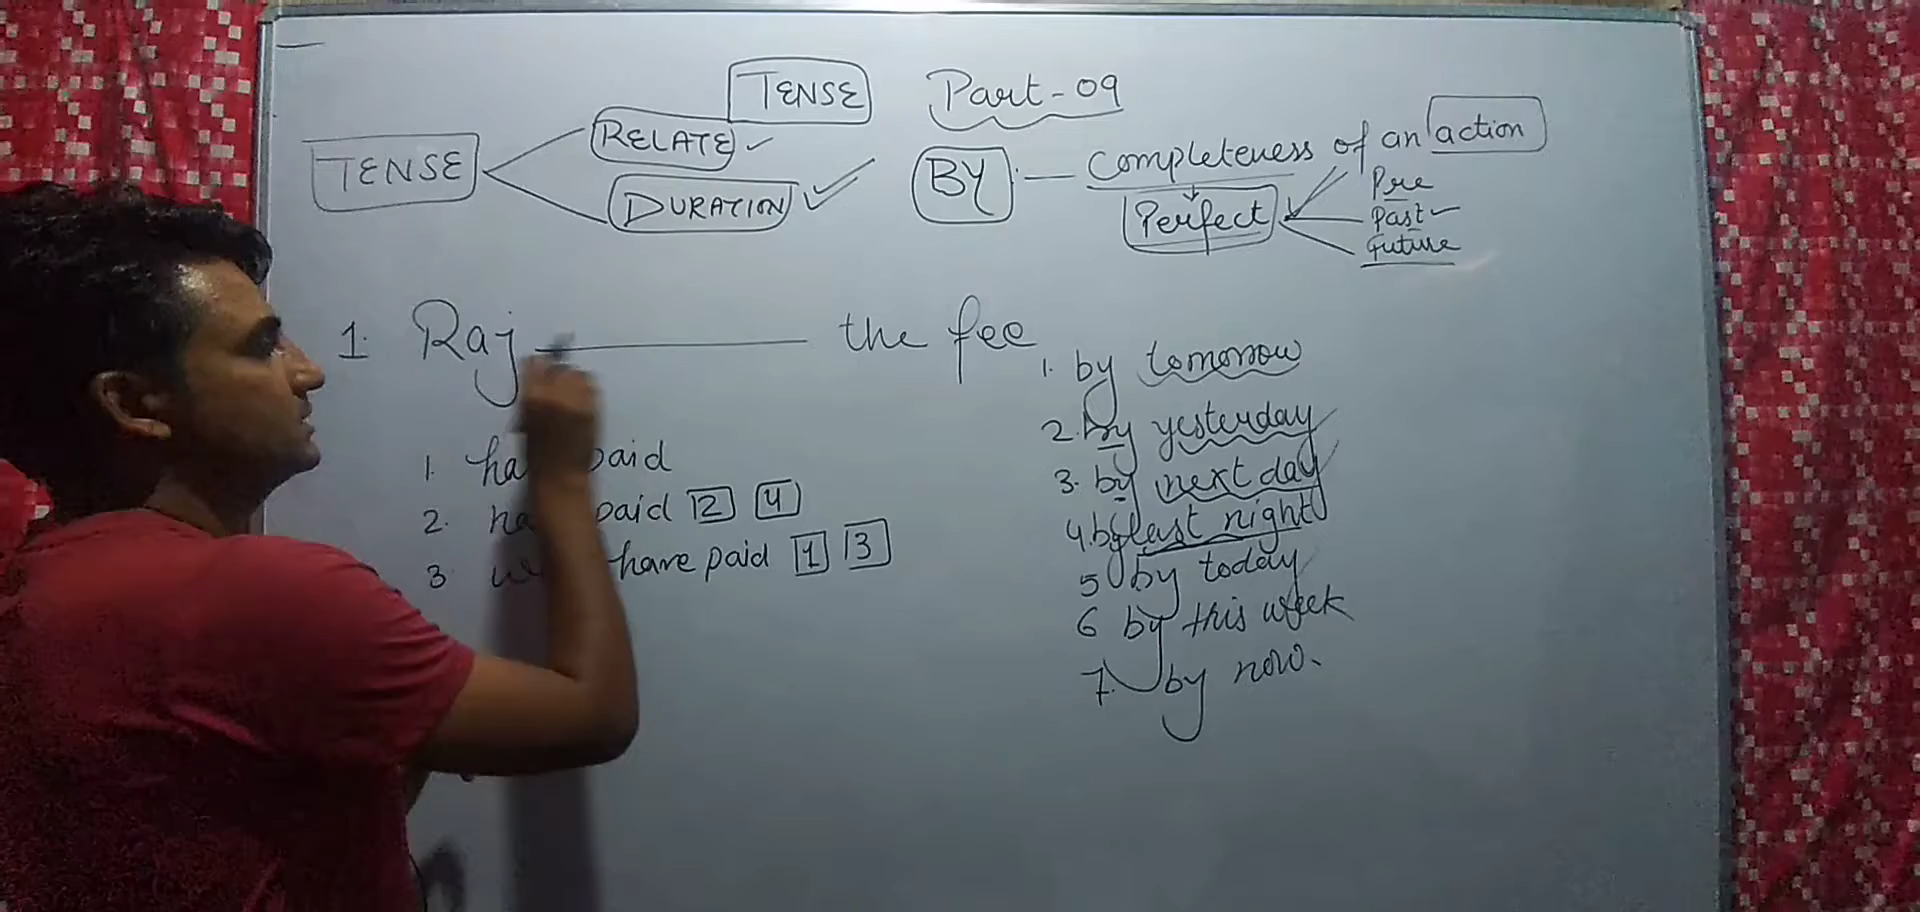 TENSE Part-09
TENSE RELATE DURATION
BY — Completeness of an action
Perfect
Pre
Past
Future
1. Raj the fee
1. by tomorrow
2. by yesterday
3. by next day
4. by last night
5 by today
6 by this week
7. by now.
1. paid
2. paid 2 4
3. have paid 1 3